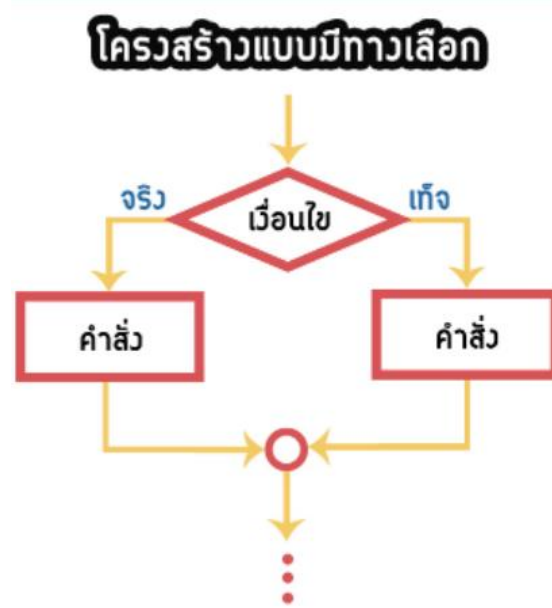 โครงสร้างแบบมีทางเลือก
จริง
เงื่อนไข
เท็จ
คำสั่ง
คำสั่ง